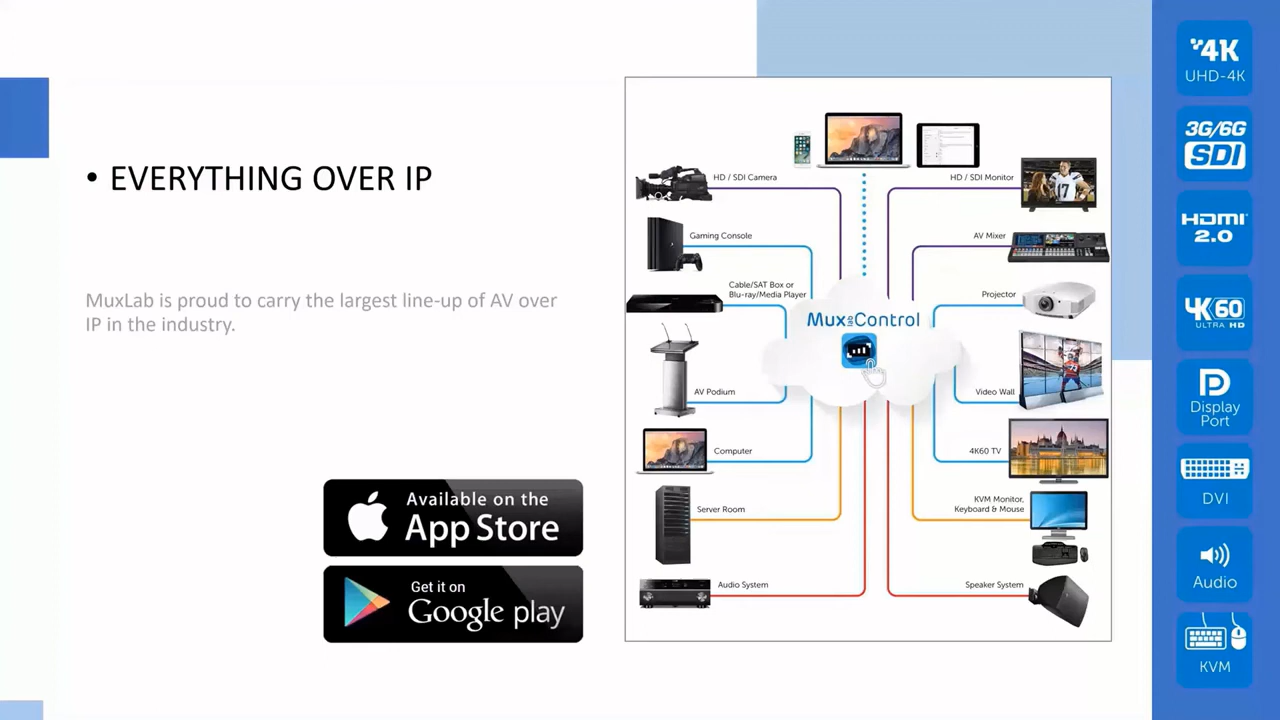 • EVERYTHING OVER IP
MuxLab is proud to carry the largest line-up of AV over
IP in the industry.
Available on the
App Store
Get it on
Google play
HD / SDI Camera
Gaming Console
Cable/SAT Box or
Blu-ray/Media Player
AV Podium
Computer
Server Room
Audio System
MuxLabControl
HD / SDI Monitor
AV Mixer
Projector
Video Wall
4K60 TV
KVM Monitor,
Keyboard & Mouse
Speaker System
17
4K
UHD-4K
3G/6G
SDI
HDMI
2.0
4K60
ULTRA HD
Display
Port
DVI
Audio
KVM